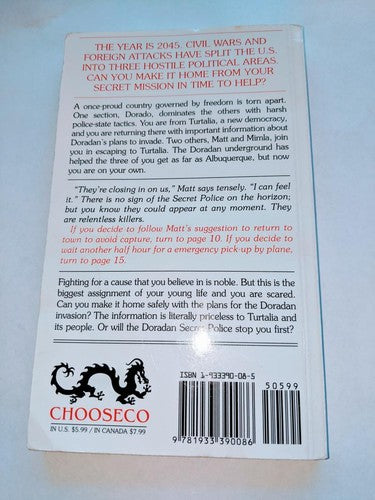 THE YEAR IS 2045. CIVIL WARS AND
FOREIGN ATTACKS HAVE SPLIT THE U.S.
INTO THREE HOSTILE POLITICAL AREAS.
CAN YOU MAKE IT HOME FROM YOUR
SECRET MISSION IN TIME TO HELP?
A once-proud country governed by freedom is torn apart.
One section, Dorado, dominates the others with harsh
police-state tactics. You are from Turtalia, a new democracy,
and you are returning there with important information about
Doradan's plans to invade. Two others, Matt and Mimla, join
you in escaping to Turtalia. The Doradan underground has
helped the three of you get as far as Albuquerque, but now
you are on your own.
"They're closing in on us," Matt says tensely. "I can feel
it." There is no sign of the Secret Police on the horizon;
but you know they could appear at any moment. They
are relentless killers.
If you decide to follow Matt's suggestion to return to
town to avoid capture, turn to page 10. If you decide to
wait another half hour for a emergency pick-up by plane,
turn to page 15.
Fighting for a cause that you believe in is noble. But this is the
biggest assignment of your young life and you are scared.
Can you make it home safely with the plans for the Doradan
invasion? The information is literally priceless to Turtalia and
its people. Or will the Doradan Secret Police stop you first?
CHOOSECO
IN U.S. $5.99 / IN CANADA $7.99
ISBN 1-933390-08-5
50599
9 781933 390086